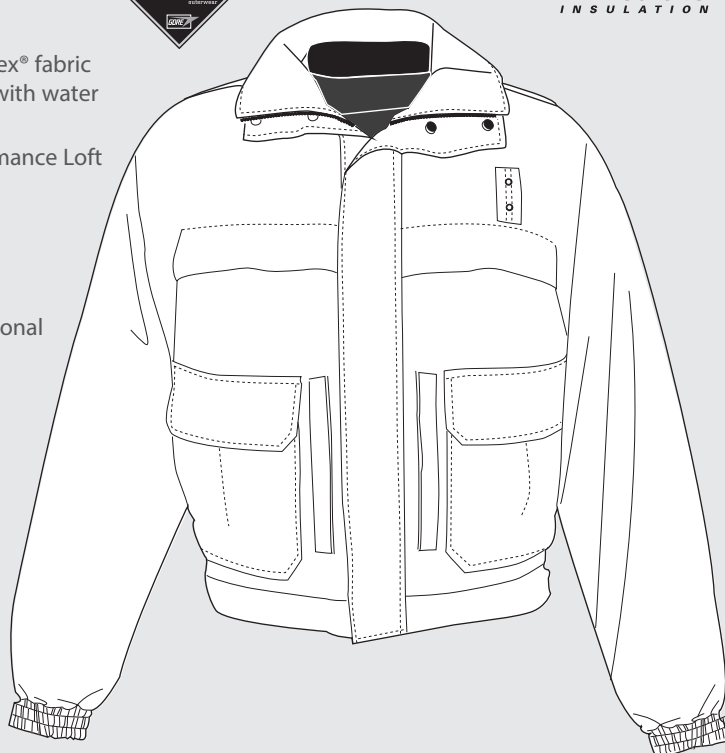 outerwear
GORE
INSULATION
ex® fabric
with water
mance Loft
onal